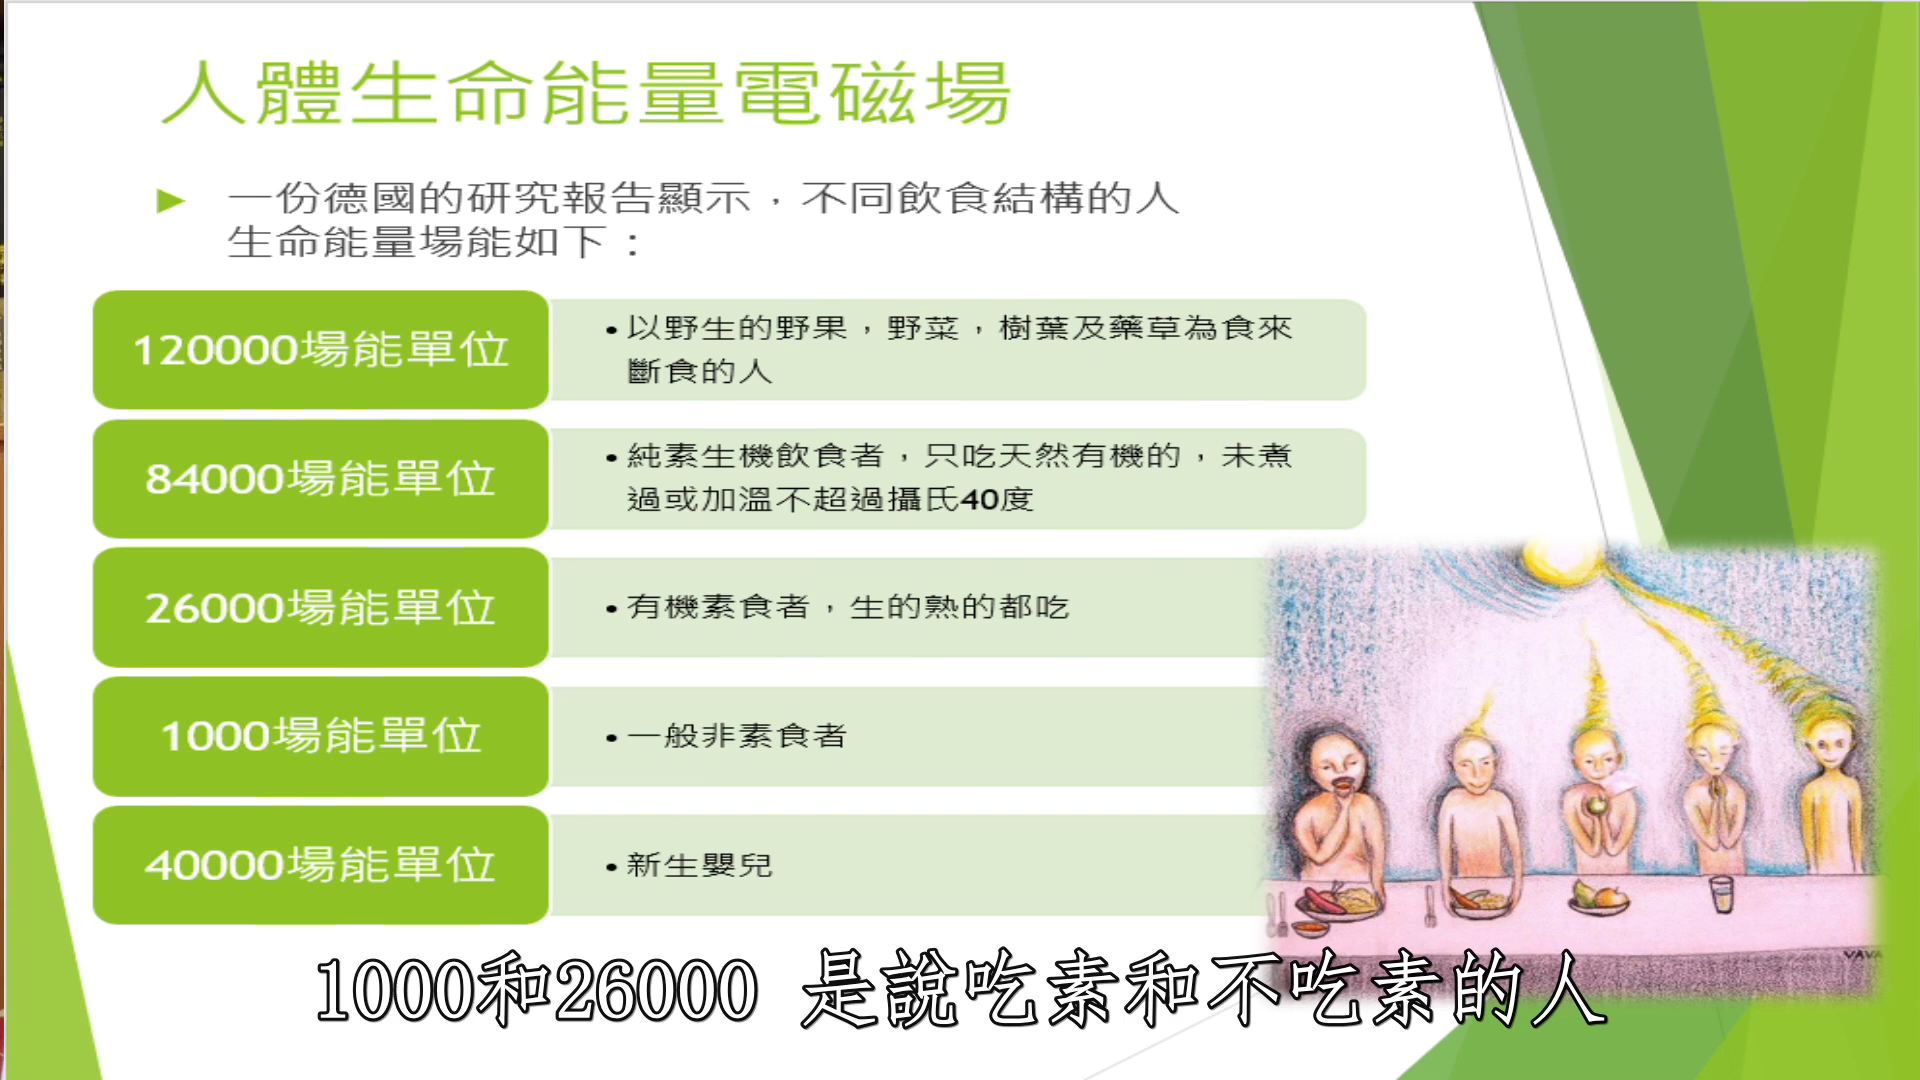 人體生命能量電磁場
一份德國的研究報告顯示，不同飲食結構的人
生命能量場能如下：
120000場能單位
•以野生的野果，野菜，樹葉及藥草為食來
斷食的人
84000場能單位
•純素生機飲食者，只吃天然有機的，未煮
過或加溫不超過攝氏40度
26000場能單位
•有機素食者，生的熟的都吃
1000場能單位
•一般非素食者
40000場能單位
•新生嬰兒
1000和26000 是說吃素和不吃素的人